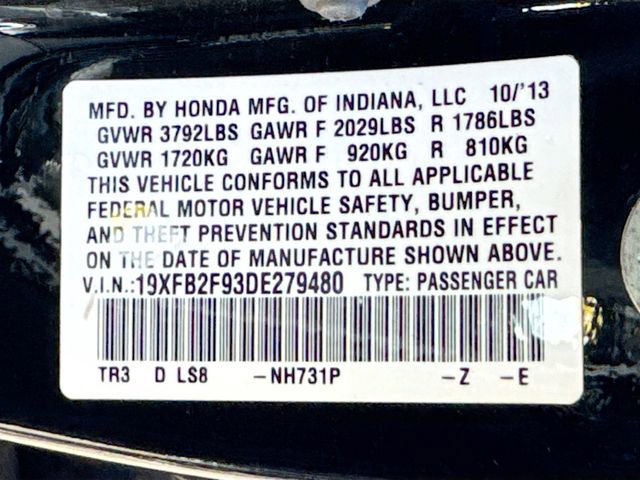 MFD. BY HONDA MFG. OF INDIANA, LLC 10/'13
GVWR 3792LBS GAWR F 2029LBS R 1786LBS
GVWR 1720KG GAWR F 920KG R 810KG
THIS VEHICLE CONFORMS TO ALL APPLICABLE
FEDERAL MOTOR VEHICLE SAFETY, BUMPER,
AND THEFT PREVENTION STANDARDS IN EFFECT
ON THE DATE OF MANUFACTURE SHOWN ABOVE.
V.I.N.:19XFB2F93DE279480 TYPE: PASSENGER CAR
TR3 D LS8 -NH731P -Z -E